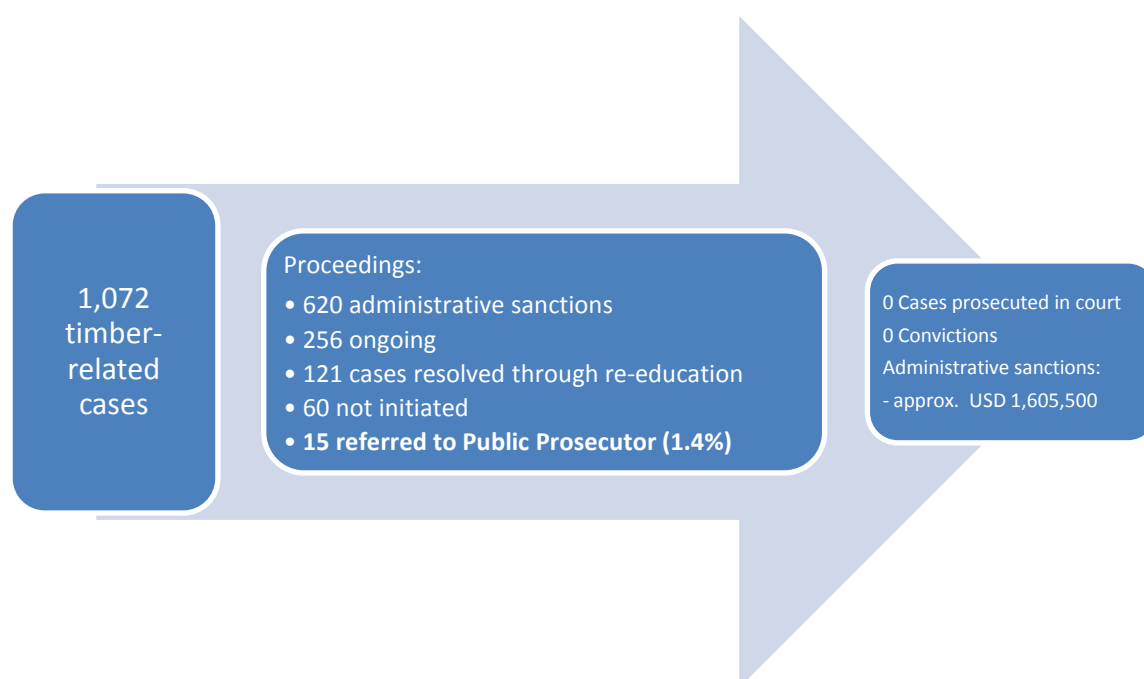 1,072
timber-
related
cases
Proceedings:
• 620 administrative sanctions
• 256 ongoing
• 121 cases resolved through re-education
• 60 not initiated
• 15 referred to Public Prosecutor (1.4%)
0 Cases prosecuted in court
0 Convictions
Administrative sanctions:
- approx. USD 1,605,500